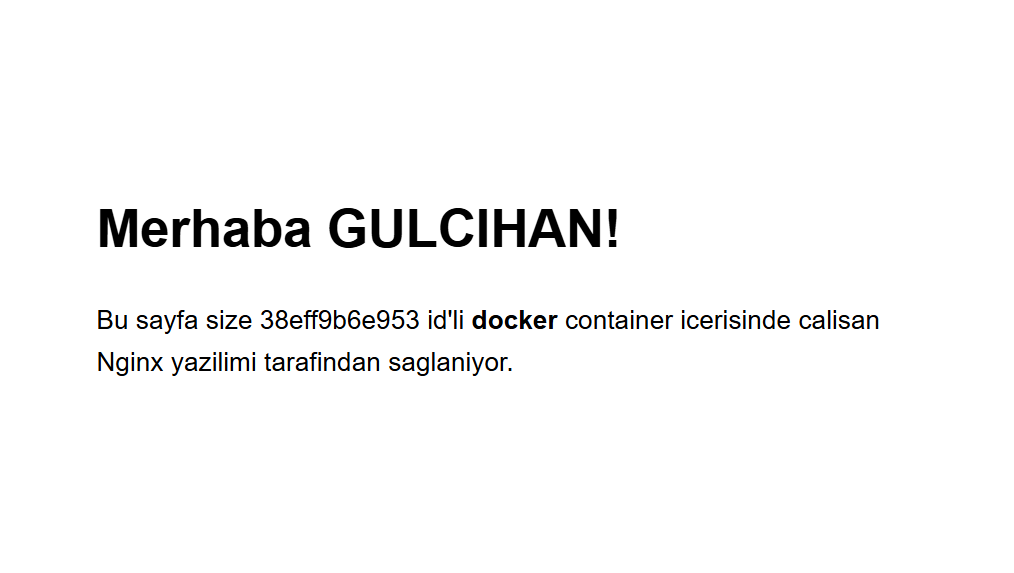 Merhaba GULCIHAN!
Bu sayfa size 38eff9b6e953 id'li docker container icerisinde calisan
Nginx yazilimi tarafindan saglaniyor.